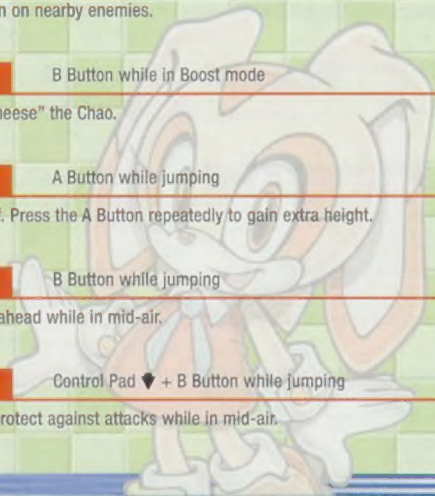 n on nearby enemies.
B Button while in Boost mode
heese” the Chao.
A Button while jumping
. Press the A Button repeatedly to gain extra height.
B Button while jumping
ahead while in mid-air.
Control Pad ⬇ + B Button while jumping
rotect against attacks while in mid-air.